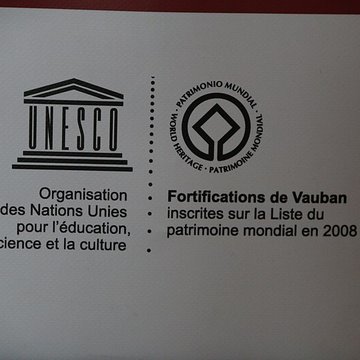 UNESCO
Organisation
des Nations Unies
pour l'éducation,
cience et la culture
PATRIMONIO MUNDIAL • WORLD HERITAGE • PATRIMOINE MONDIAL •
Fortifications de Vauban
inscrites sur la Liste du
patrimoine mondial en 2008